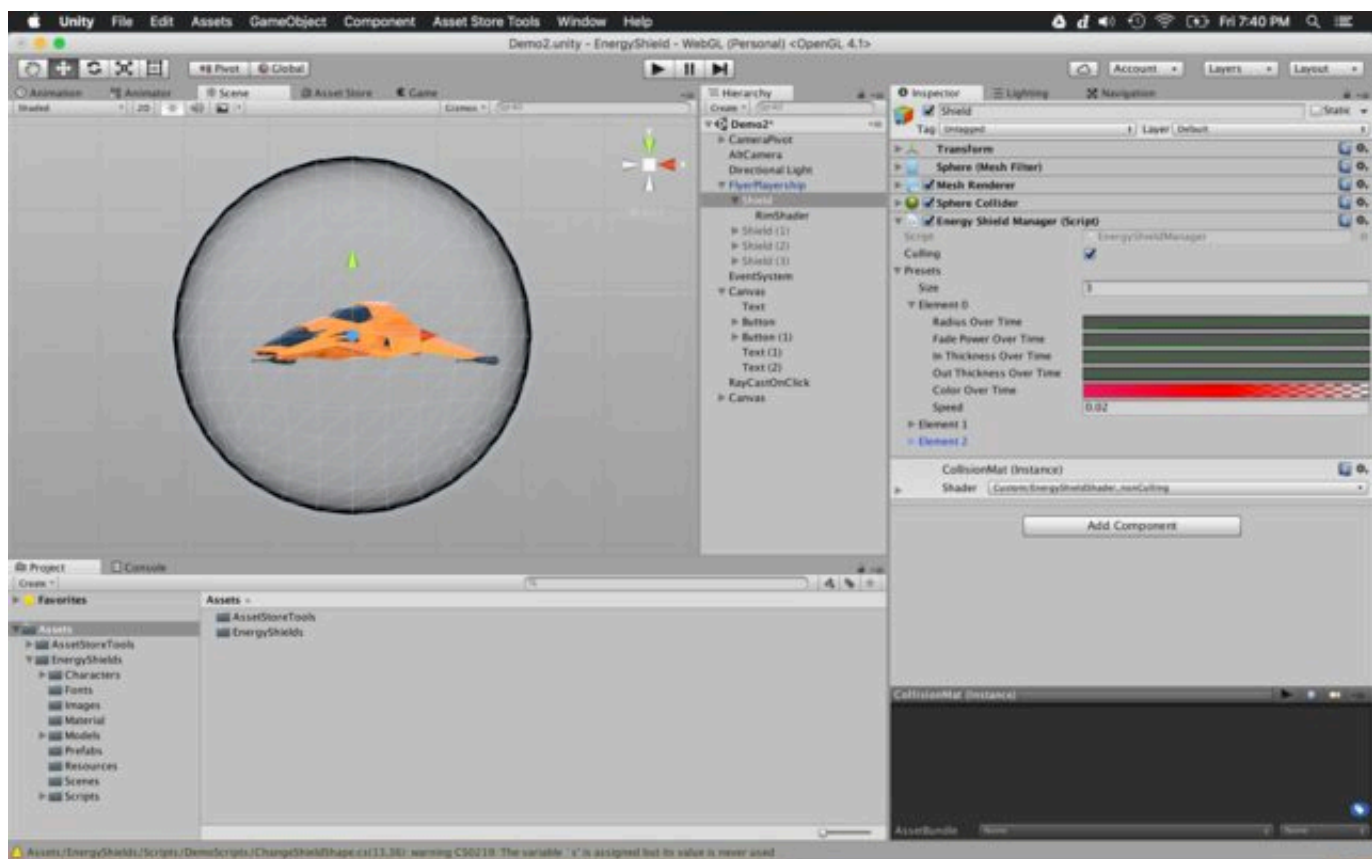 Unity File Edit Assets GameObject Component Asset Store Tools Window Help Fri 7:40 PM
Demo2.unity - EnergyShield - WebGL (Personal) <OpenGL 4.1>
Pivot Global Account Layers Layout
Animation Animator Scene Asset Store Game
Shaded 2D Gizmos
Hierarchy
Create
Demo2*
CameraPivot
AltCamera
Directional Light
FlyerPlayership
Shield
RimShader
Shield (1)
Shield (2)
Shield (3)
EventSystem
Canvas
Text
Button
Button (1)
Text (1)
Text (2)
RayCastOnClick
Canvas
Inspector Lighting Navigation
Shield Static
Tag Untagged Layer Default
Transform
Sphere (Mesh Filter)
Mesh Renderer
Sphere Collider
Energy Shield Manager (Script)
Script EnergyShieldManager
Culling
Presets
Size 3
Element 0
Radius Over Time
Fade Power Over Time
In Thickness Over Time
Out Thickness Over Time
Color Over Time
Speed 0.02
Element 1
Element 2
CollisionMat (Instance)
Shader Custom/EnergyShieldShader_nonCulling
Add Component
Project Console
Create
Favorites
Assets
AssetStoreTools
EnergyShields
Characters
Fonts
Images
Material
Models
Prefabs
Resources
Scenes
Scripts
Assets
AssetStoreTools
EnergyShields
CollisionMat (Instance)
AssetBundle None None
Assets/EnergyShields/Scripts/DemoScripts/ChangeShieldShape.cs(13,36): warning CS0219: The variable `s' is assigned but its value is never used